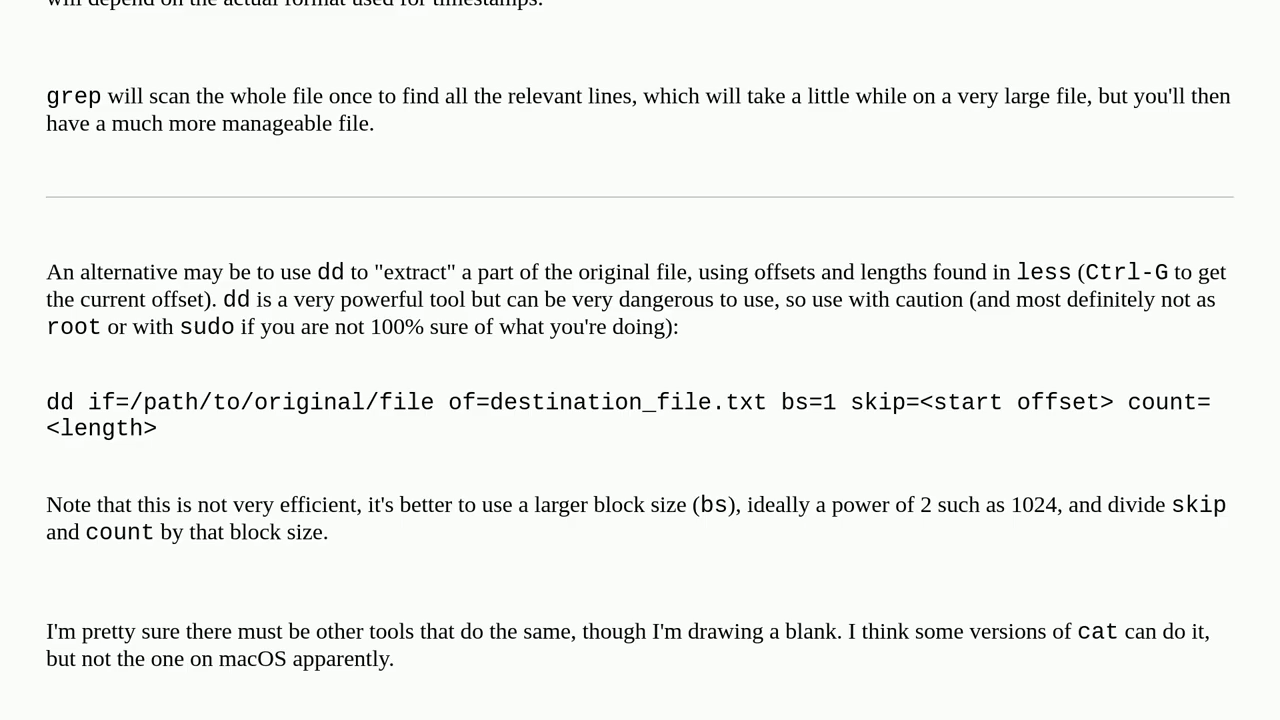 will depend on the actual format used for timestamps.
grep will scan the whole file once to find all the relevant lines, which will take a little while on a very large file, but you'll then
have a much more manageable file.
An alternative may be to use dd to "extract" a part of the original file, using offsets and lengths found in less (Ctrl-G to get
the current offset). dd is a very powerful tool but can be very dangerous to use, so use with caution (and most definitely not as
root or with sudo if you are not 100% sure of what you're doing):
dd if=/path/to/original/file of=destination_file.txt bs=1 skip=<start offset> count=
<length>
Note that this is not very efficient, it's better to use a larger block size (bs), ideally a power of 2 such as 1024, and divide skip
and count by that block size.
I'm pretty sure there must be other tools that do the same, though I'm drawing a blank. I think some versions of cat can do it,
but not the one on macOS apparently.